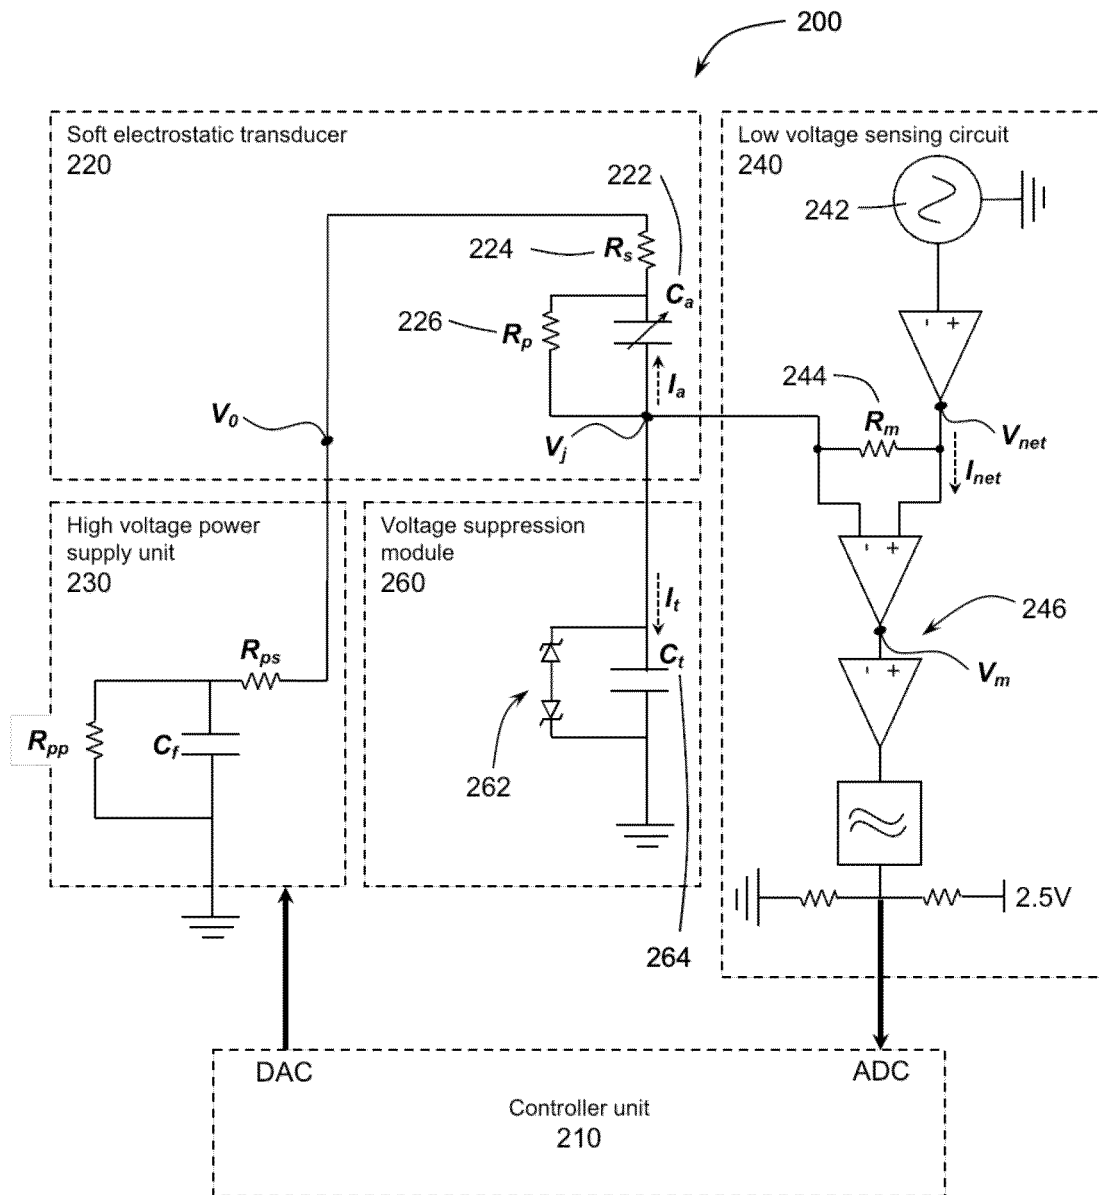 200
Soft electrostatic transducer
220
222
224
Rs
Ca
226
Rp
Ia
V0
Vj
Low voltage sensing circuit
240
242
- +
244
Rm
Vnet
Inet
- +
246
Vm
- +
2.5V
High voltage power
supply unit
230
Rps
Rpp
Cf
Voltage suppression
module
260
It
Ct
262
264
DAC
ADC
Controller unit
210